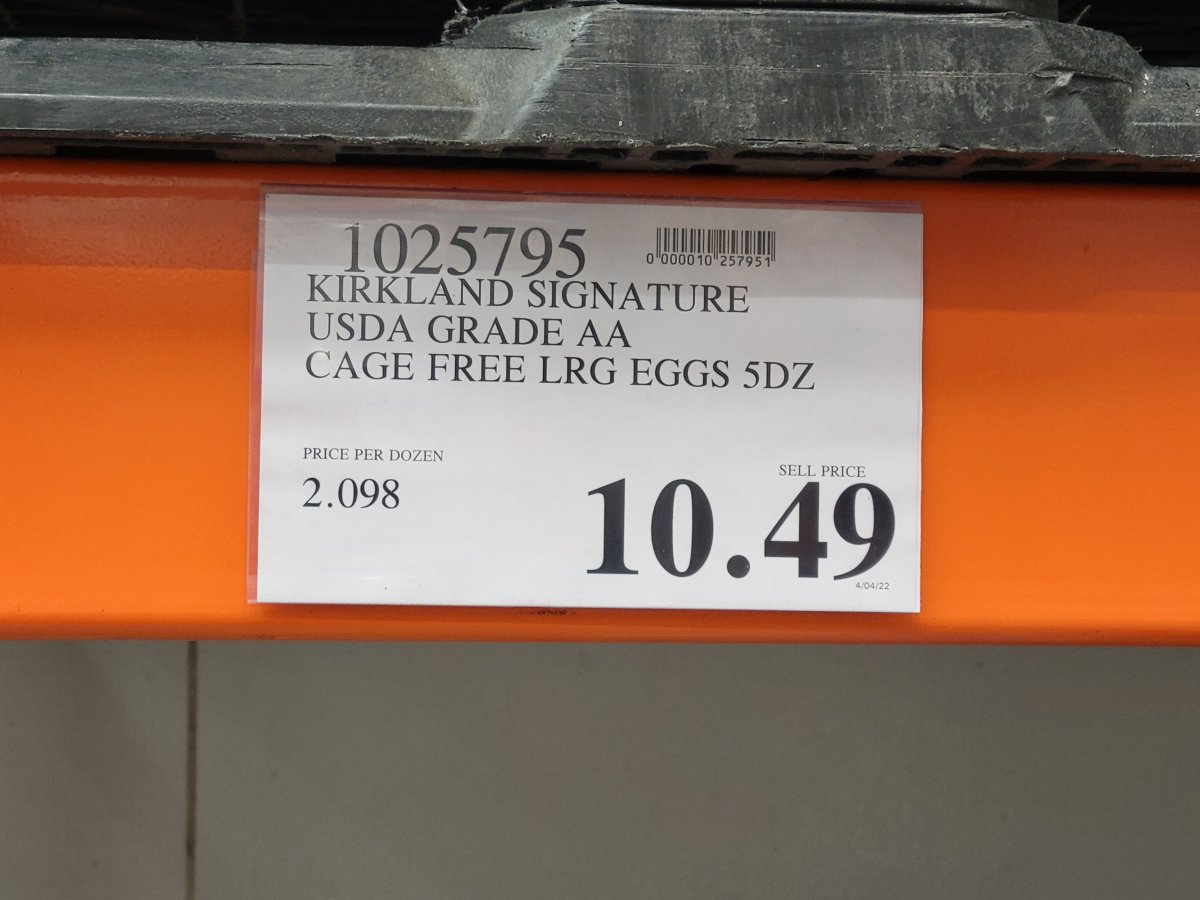 1025795
0 000010 257951
KIRKLAND SIGNATURE
USDA GRADE AA
CAGE FREE LRG EGGS 5DZ
PRICE PER DOZEN
2.098
SELL PRICE
10.49
4/04/22